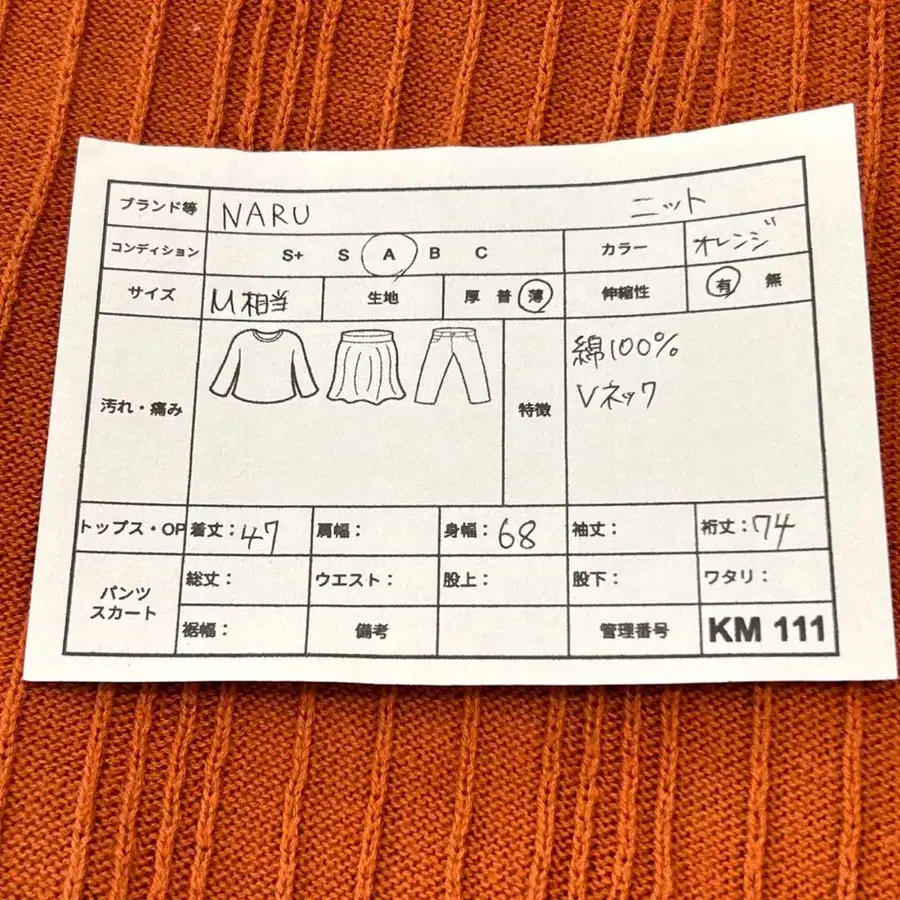 ブランド等 NARU ニット
コンディション S+ S A B C カラー オレンジ
サイズ M相当 生地 厚 普 薄 伸縮性 有 無
汚れ・痛み 特徴 綿100%
Vネック
トップス・OP 着丈：47 肩幅： 身幅：68 袖丈： 裄丈：74
パンツ スカート 総丈： ウエスト： 股上： 股下： ワタリ：
裾幅： 備考 管理番号 KM 111